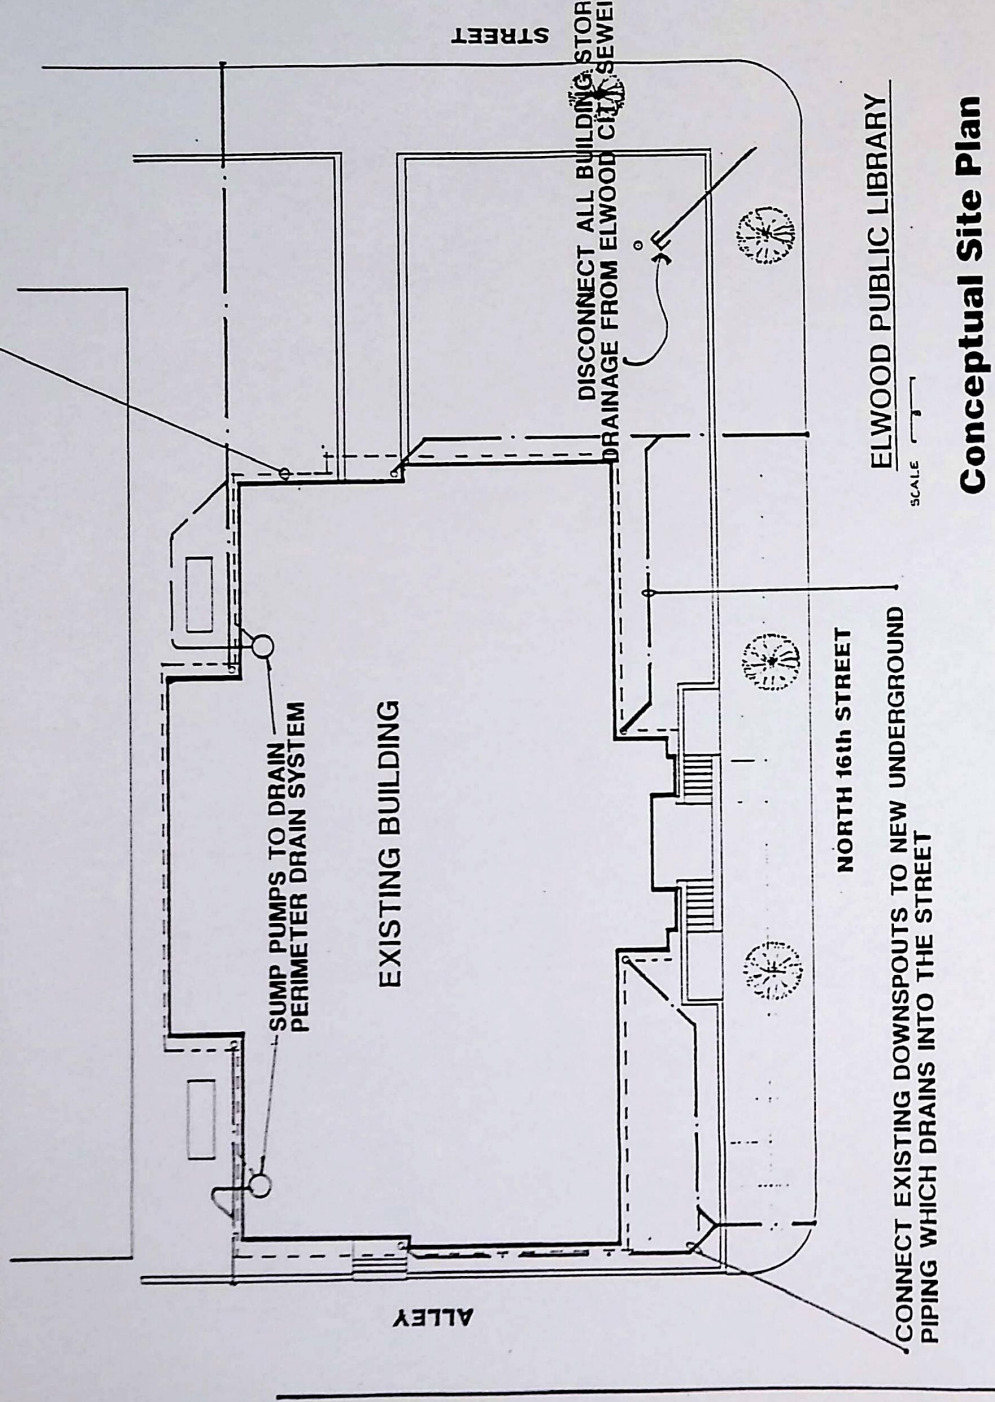 STREET
DISCONNECT ALL BUILDING STOR
DRAINAGE FROM ELWOOD CITY SEWE
SUMP PUMPS TO DRAIN
PERIMETER DRAIN SYSTEM
EXISTING BUILDING
ALLEY
NORTH 16th STREET
CONNECT EXISTING DOWNSPOUTS TO NEW UNDERGROUND
PIPING WHICH DRAINS INTO THE STREET
ELWOOD PUBLIC LIBRARY
SCALE
Conceptual Site Plan